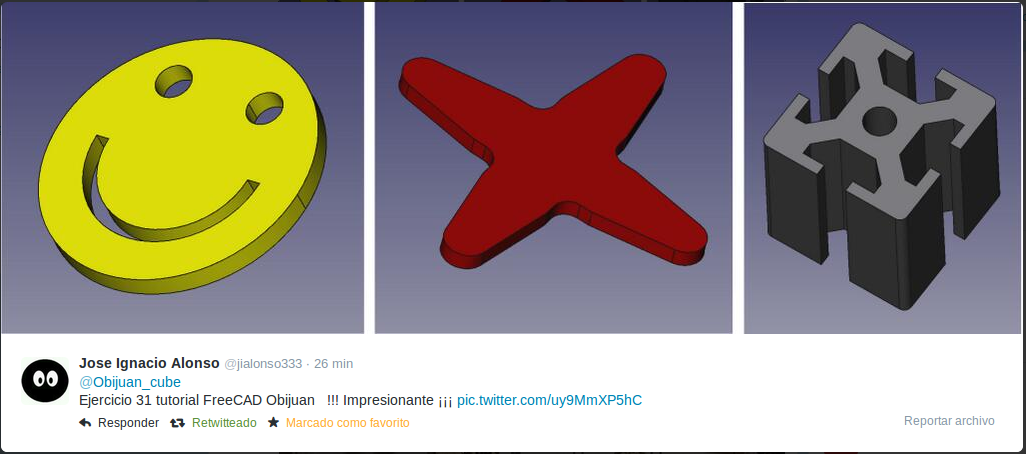 Jose Ignacio Alonso @jialonso333 · 26 min
@Obijuan_cube
Ejercicio 31 tutorial FreeCAD Obijuan !!! Impresionante ¡¡¡ pic.twitter.com/uy9MmXP5hC
Responder Retwitteado Marcado como favorito
Reportar archivo